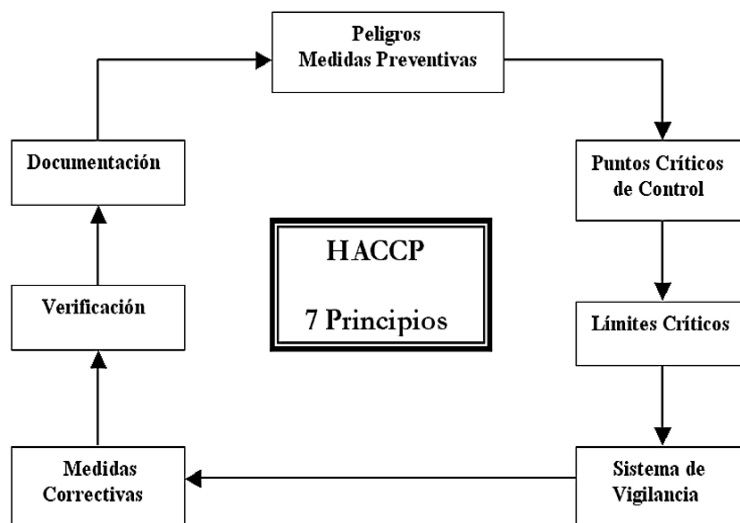 Peligros
Medidas Preventivas
Documentación
Puntos Críticos
de Control
HACCP
7 Principios
Verificación
Límites Críticos
Medidas
Correctivas
Sistema de
Vigilancia